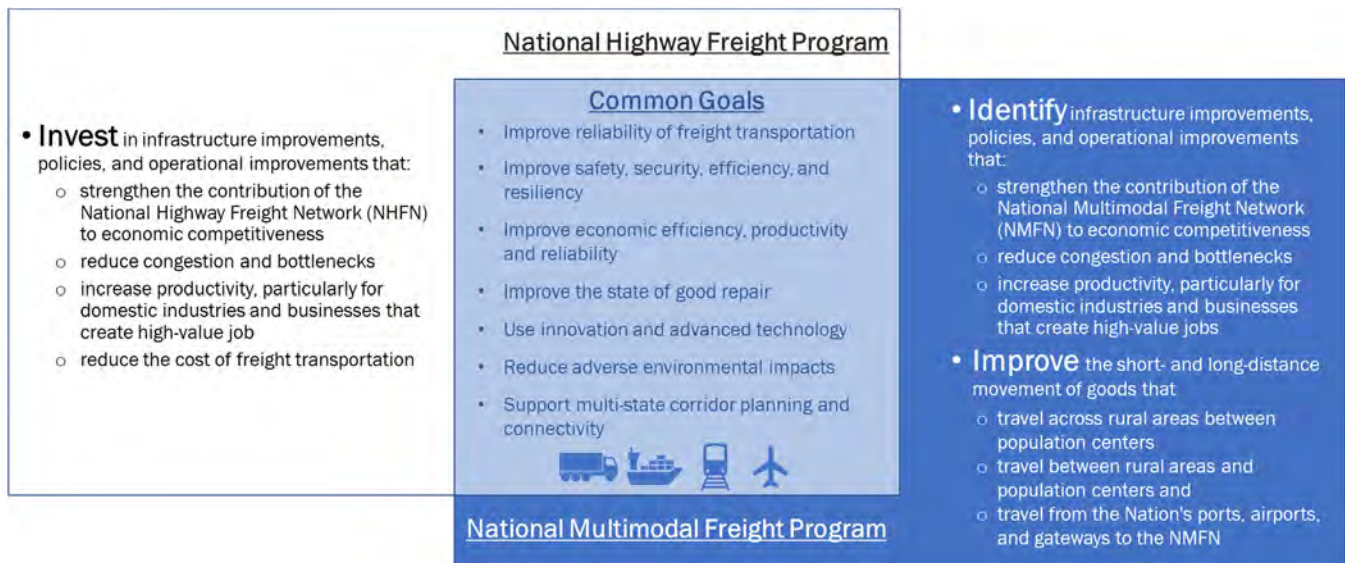 National Highway Freight Program
• Invest in infrastructure improvements,
policies, and operational improvements that:
o strengthen the contribution of the
National Highway Freight Network (NHFN)
to economic competitiveness
o reduce congestion and bottlenecks
o increase productivity, particularly for
domestic industries and businesses that
create high-value job
o reduce the cost of freight transportation
Common Goals
• Improve reliability of freight transportation
• Improve safety, security, efficiency, and
resiliency
• Improve economic efficiency, productivity
and reliability
• Improve the state of good repair
• Use innovation and advanced technology
• Reduce adverse environmental impacts
• Support multi-state corridor planning and
connectivity
National Multimodal Freight Program
• Identify infrastructure improvements,
policies, and operational improvements
that:
o strengthen the contribution of the
National Multimodal Freight Network
(NMFN) to economic competitiveness
o reduce congestion and bottlenecks
o increase productivity, particularly for
domestic industries and businesses
that create high-value jobs
• Improve the short- and long-distance
movement of goods that
o travel across rural areas between
population centers
o travel between rural areas and
population centers and
o travel from the Nation's ports, airports,
and gateways to the NMFN